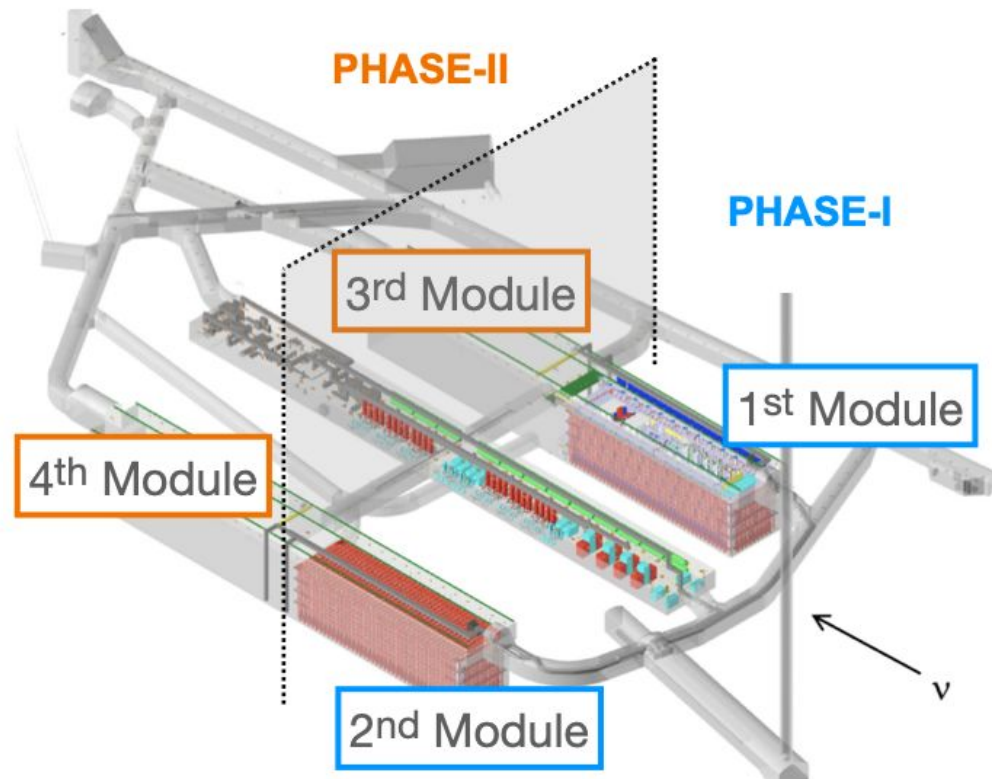 PHASE-II
PHASE-I
3rd Module
1st Module
4th Module
2nd Module
ν